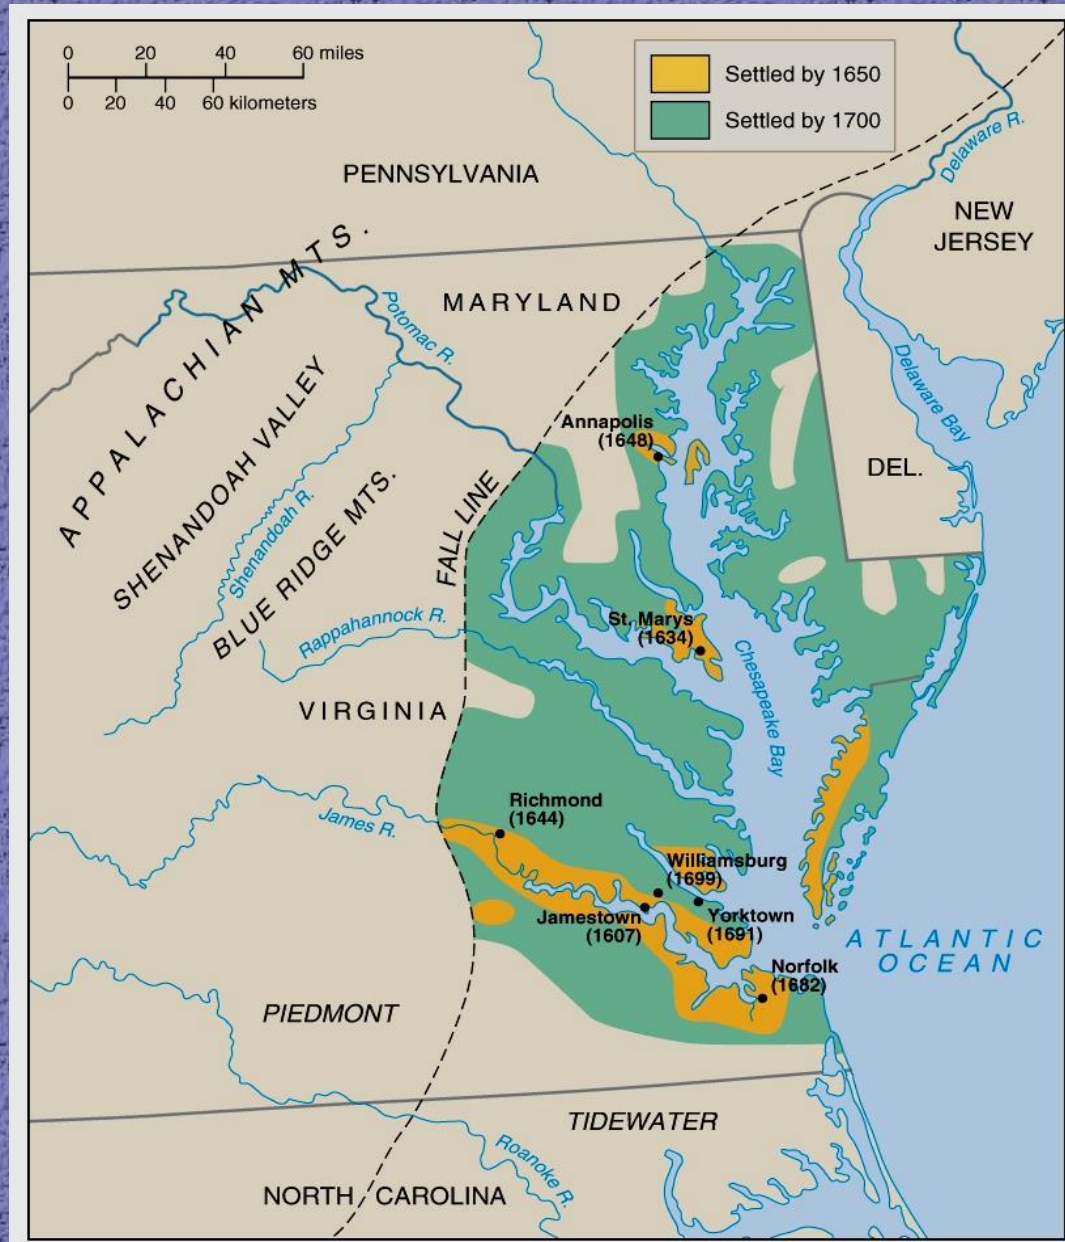 0 20 40 60 miles
0 20 40 60 kilometers
Settled by 1650
Settled by 1700
PENNSYLVANIA
Delaware R.
NEW
JERSEY
APPALACHIAN MTS.
MARYLAND
Potomac R.
SHENANDOAH VALLEY
Delaware Bay
Annapolis
(1648)
DEL.
Shenandoah R.
BLUE RIDGE MTS.
FALL LINE
Rappahannock R.
St. Marys
(1634)
Chesapeake Bay
VIRGINIA
Richmond
(1644)
James R.
Williamsburg
(1699)
Jamestown
(1607)
Yorktown
(1691)
ATLANTIC
OCEAN
Norfolk
(1682)
PIEDMONT
TIDEWATER
Roanoke R.
NORTH CAROLINA